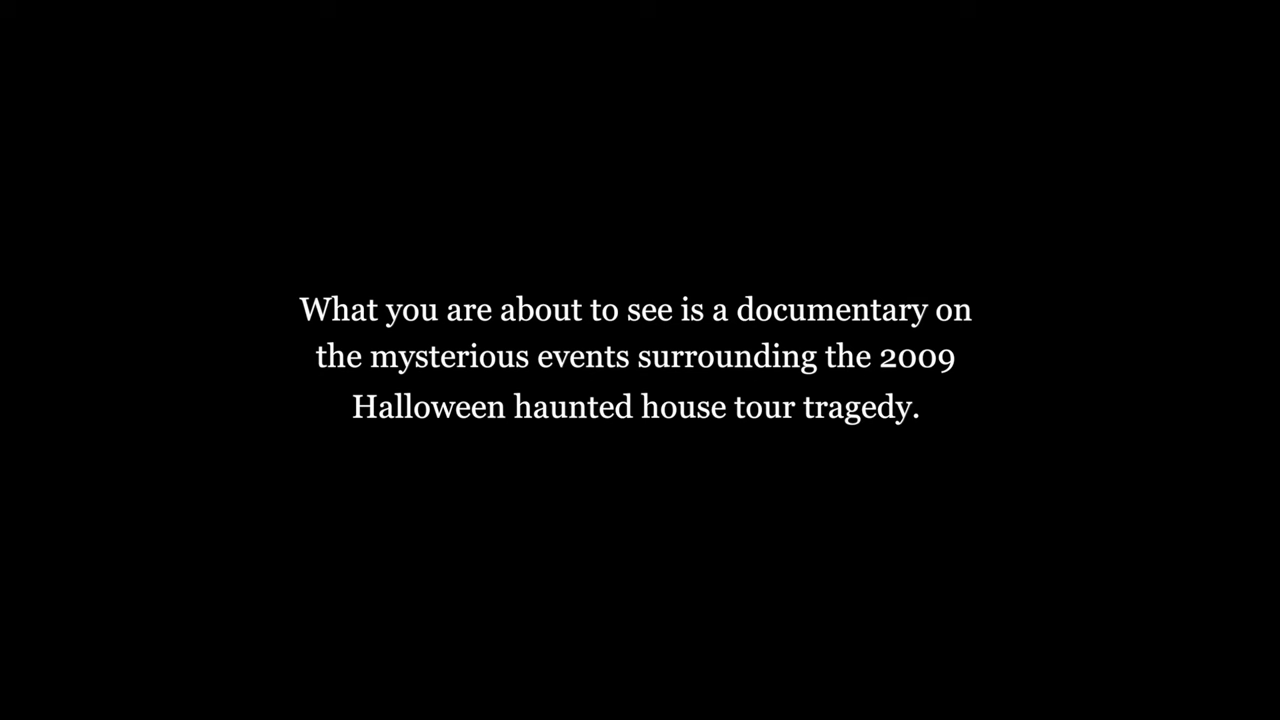 What you are about to see is a documentary on
the mysterious events surrounding the 2009
Halloween haunted house tour tragedy.